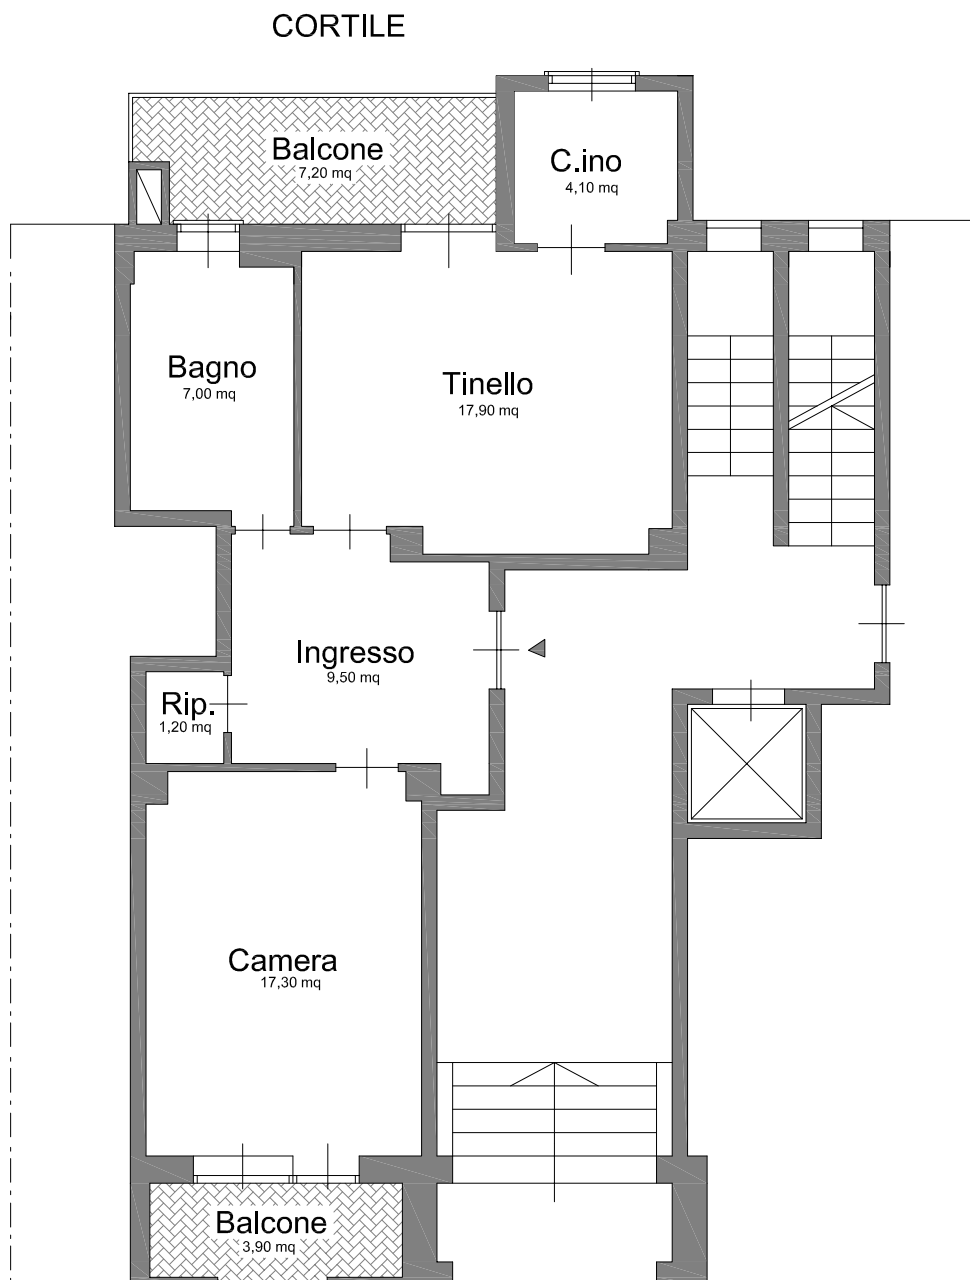 CORTILE
Balcone
7,20 mq
C.ino
4,10 mq
Bagno
7,00 mq
Tinello
17,90 mq
Ingresso
9,50 mq
Rip.
1,20 mq
Camera
17,30 mq
Balcone
3,90 mq